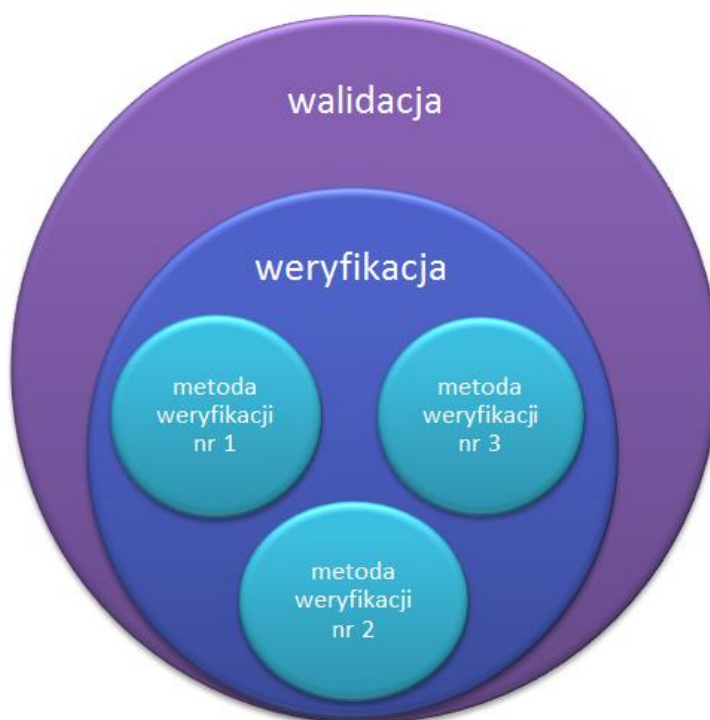 walidacja
weryfikacja
metoda
weryfikacji
nr 1
metoda
weryfikacji
nr 3
metoda
weryfikacji
nr 2